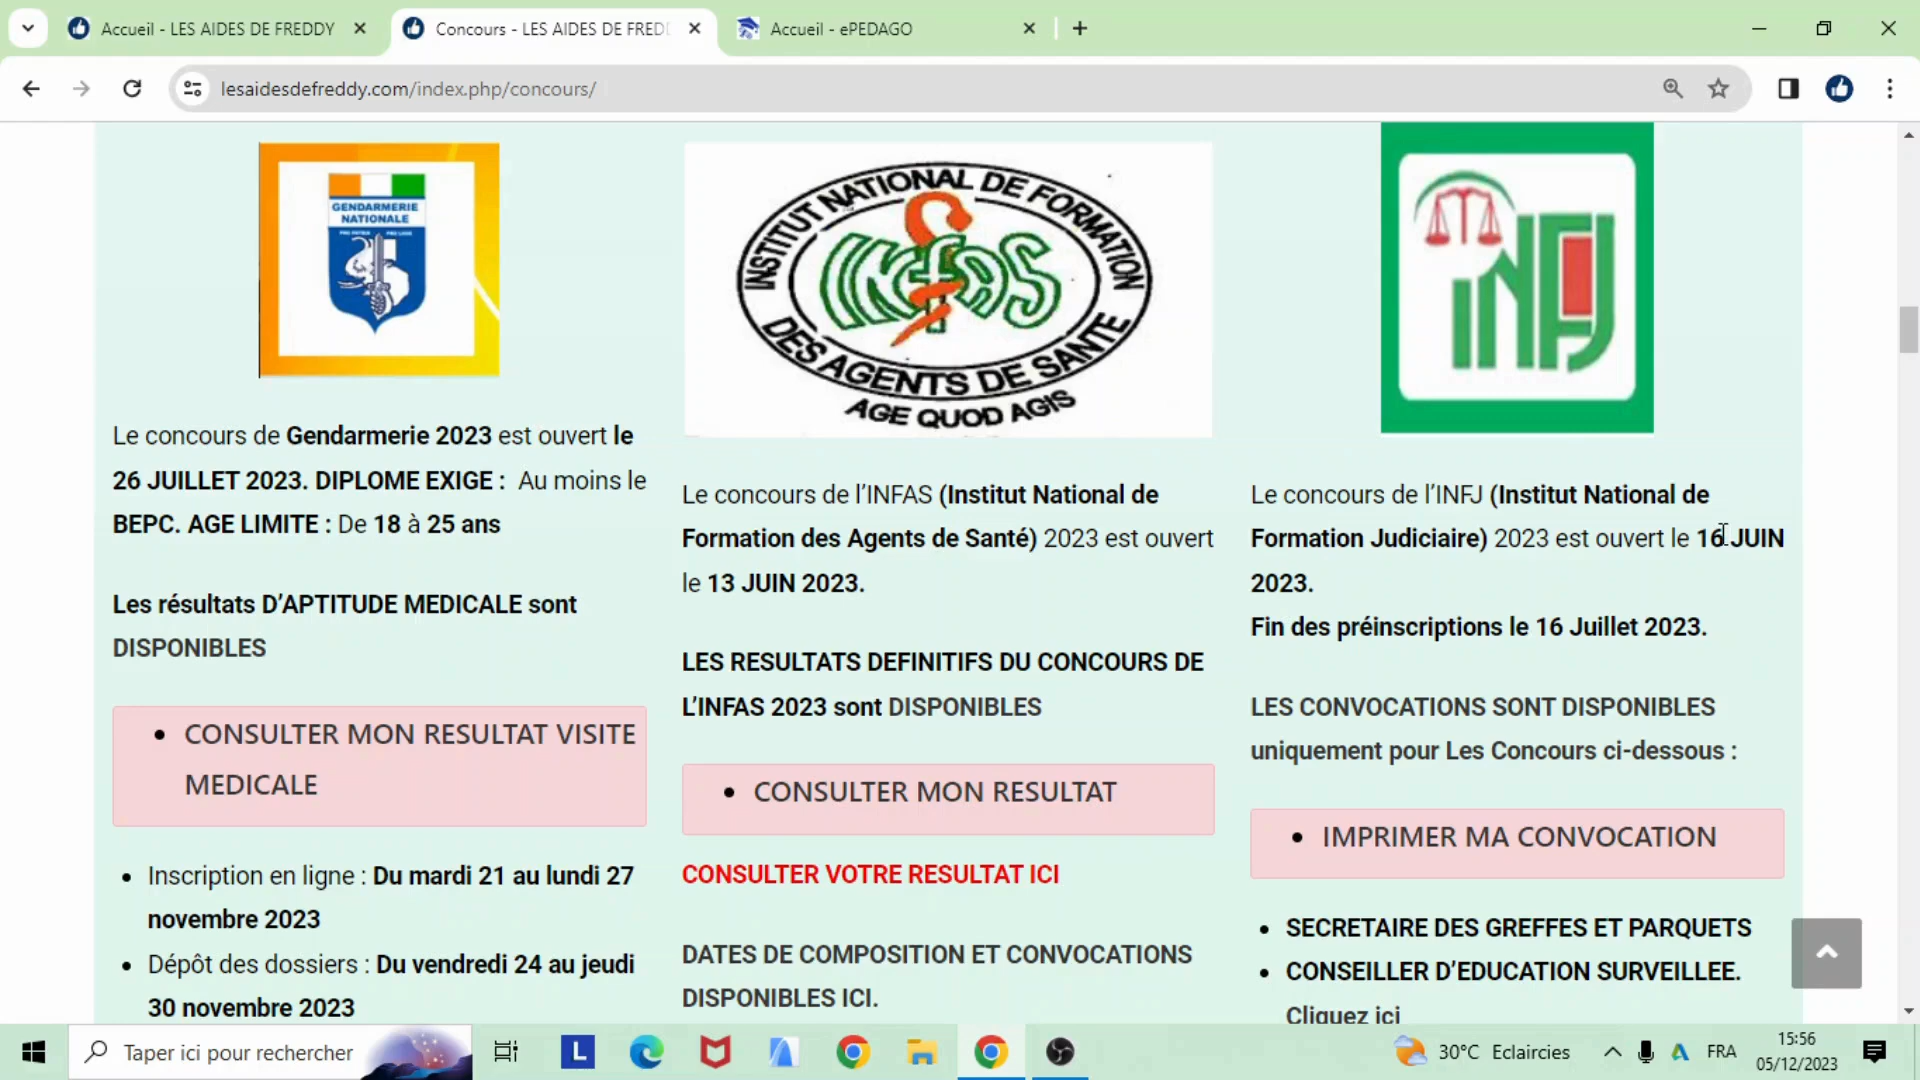 Accueil - LES AIDES DE FREDDY
Concours - LES AIDES DE FREDD
Accueil - ePEDAGO
lesaidesdefreddy.com/index.php/concours/
GENDARMERIE
NATIONALE
PRO PATRIA PRO LEGE
Le concours de Gendarmerie 2023 est ouvert le
26 JUILLET 2023. DIPLOME EXIGE : Au moins le
BEPC. AGE LIMITE : De 18 à 25 ans
Les résultats D’APTITUDE MEDICALE sont
DISPONIBLES
• CONSULTER MON RESULTAT VISITE
MEDICALE
• Inscription en ligne : Du mardi 21 au lundi 27
novembre 2023
• Dépôt des dossiers : Du vendredi 24 au jeudi
30 novembre 2023
INSTITUT NATIONAL DE FORMATION
INFAS
DES AGENTS DE SANTE
AGE QUOD AGIS
Le concours de l’INFAS (Institut National de
Formation des Agents de Santé) 2023 est ouvert
le 13 JUIN 2023.
LES RESULTATS DEFINITIFS DU CONCOURS DE
L’INFAS 2023 sont DISPONIBLES
• CONSULTER MON RESULTAT
CONSULTER VOTRE RESULTAT ICI
DATES DE COMPOSITION ET CONVOCATIONS
DISPONIBLES ICI.
INFJ
Le concours de l’INFJ (Institut National de
Formation Judiciaire) 2023 est ouvert le 16 JUIN
2023.
Fin des préinscriptions le 16 Juillet 2023.
LES CONVOCATIONS SONT DISPONIBLES
uniquement pour Les Concours ci-dessous :
• IMPRIMER MA CONVOCATION
• SECRETAIRE DES GREFFES ET PARQUETS
• CONSEILLER D’EDUCATION SURVEILLEE.
Cliquez ici
Taper ici pour rechercher
L
30°C Eclaircies
FRA
15:56
05/12/2023